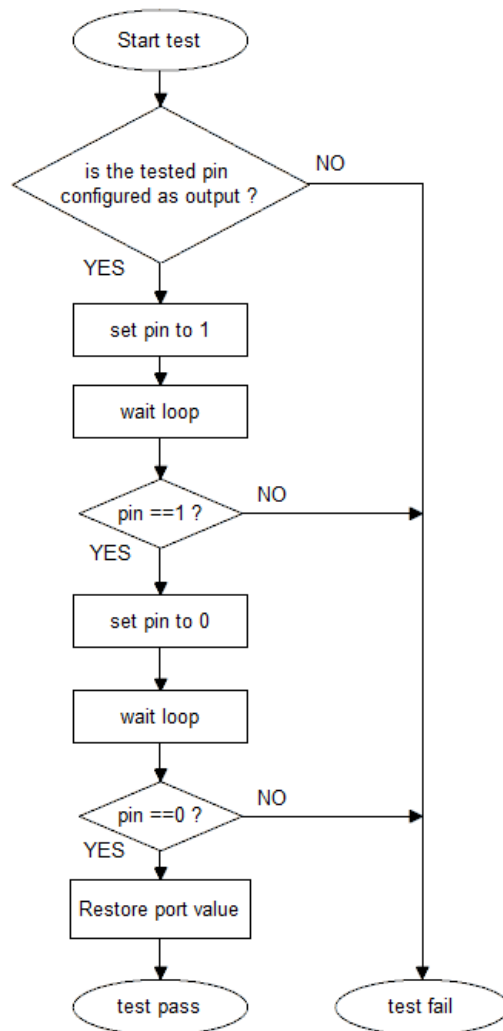 Start test
is the tested pin
configured as output ?
NO
YES
set pin to 1
wait loop
pin ==1 ?
NO
YES
set pin to 0
wait loop
pin ==0 ?
NO
YES
Restore port value
test pass
test fail